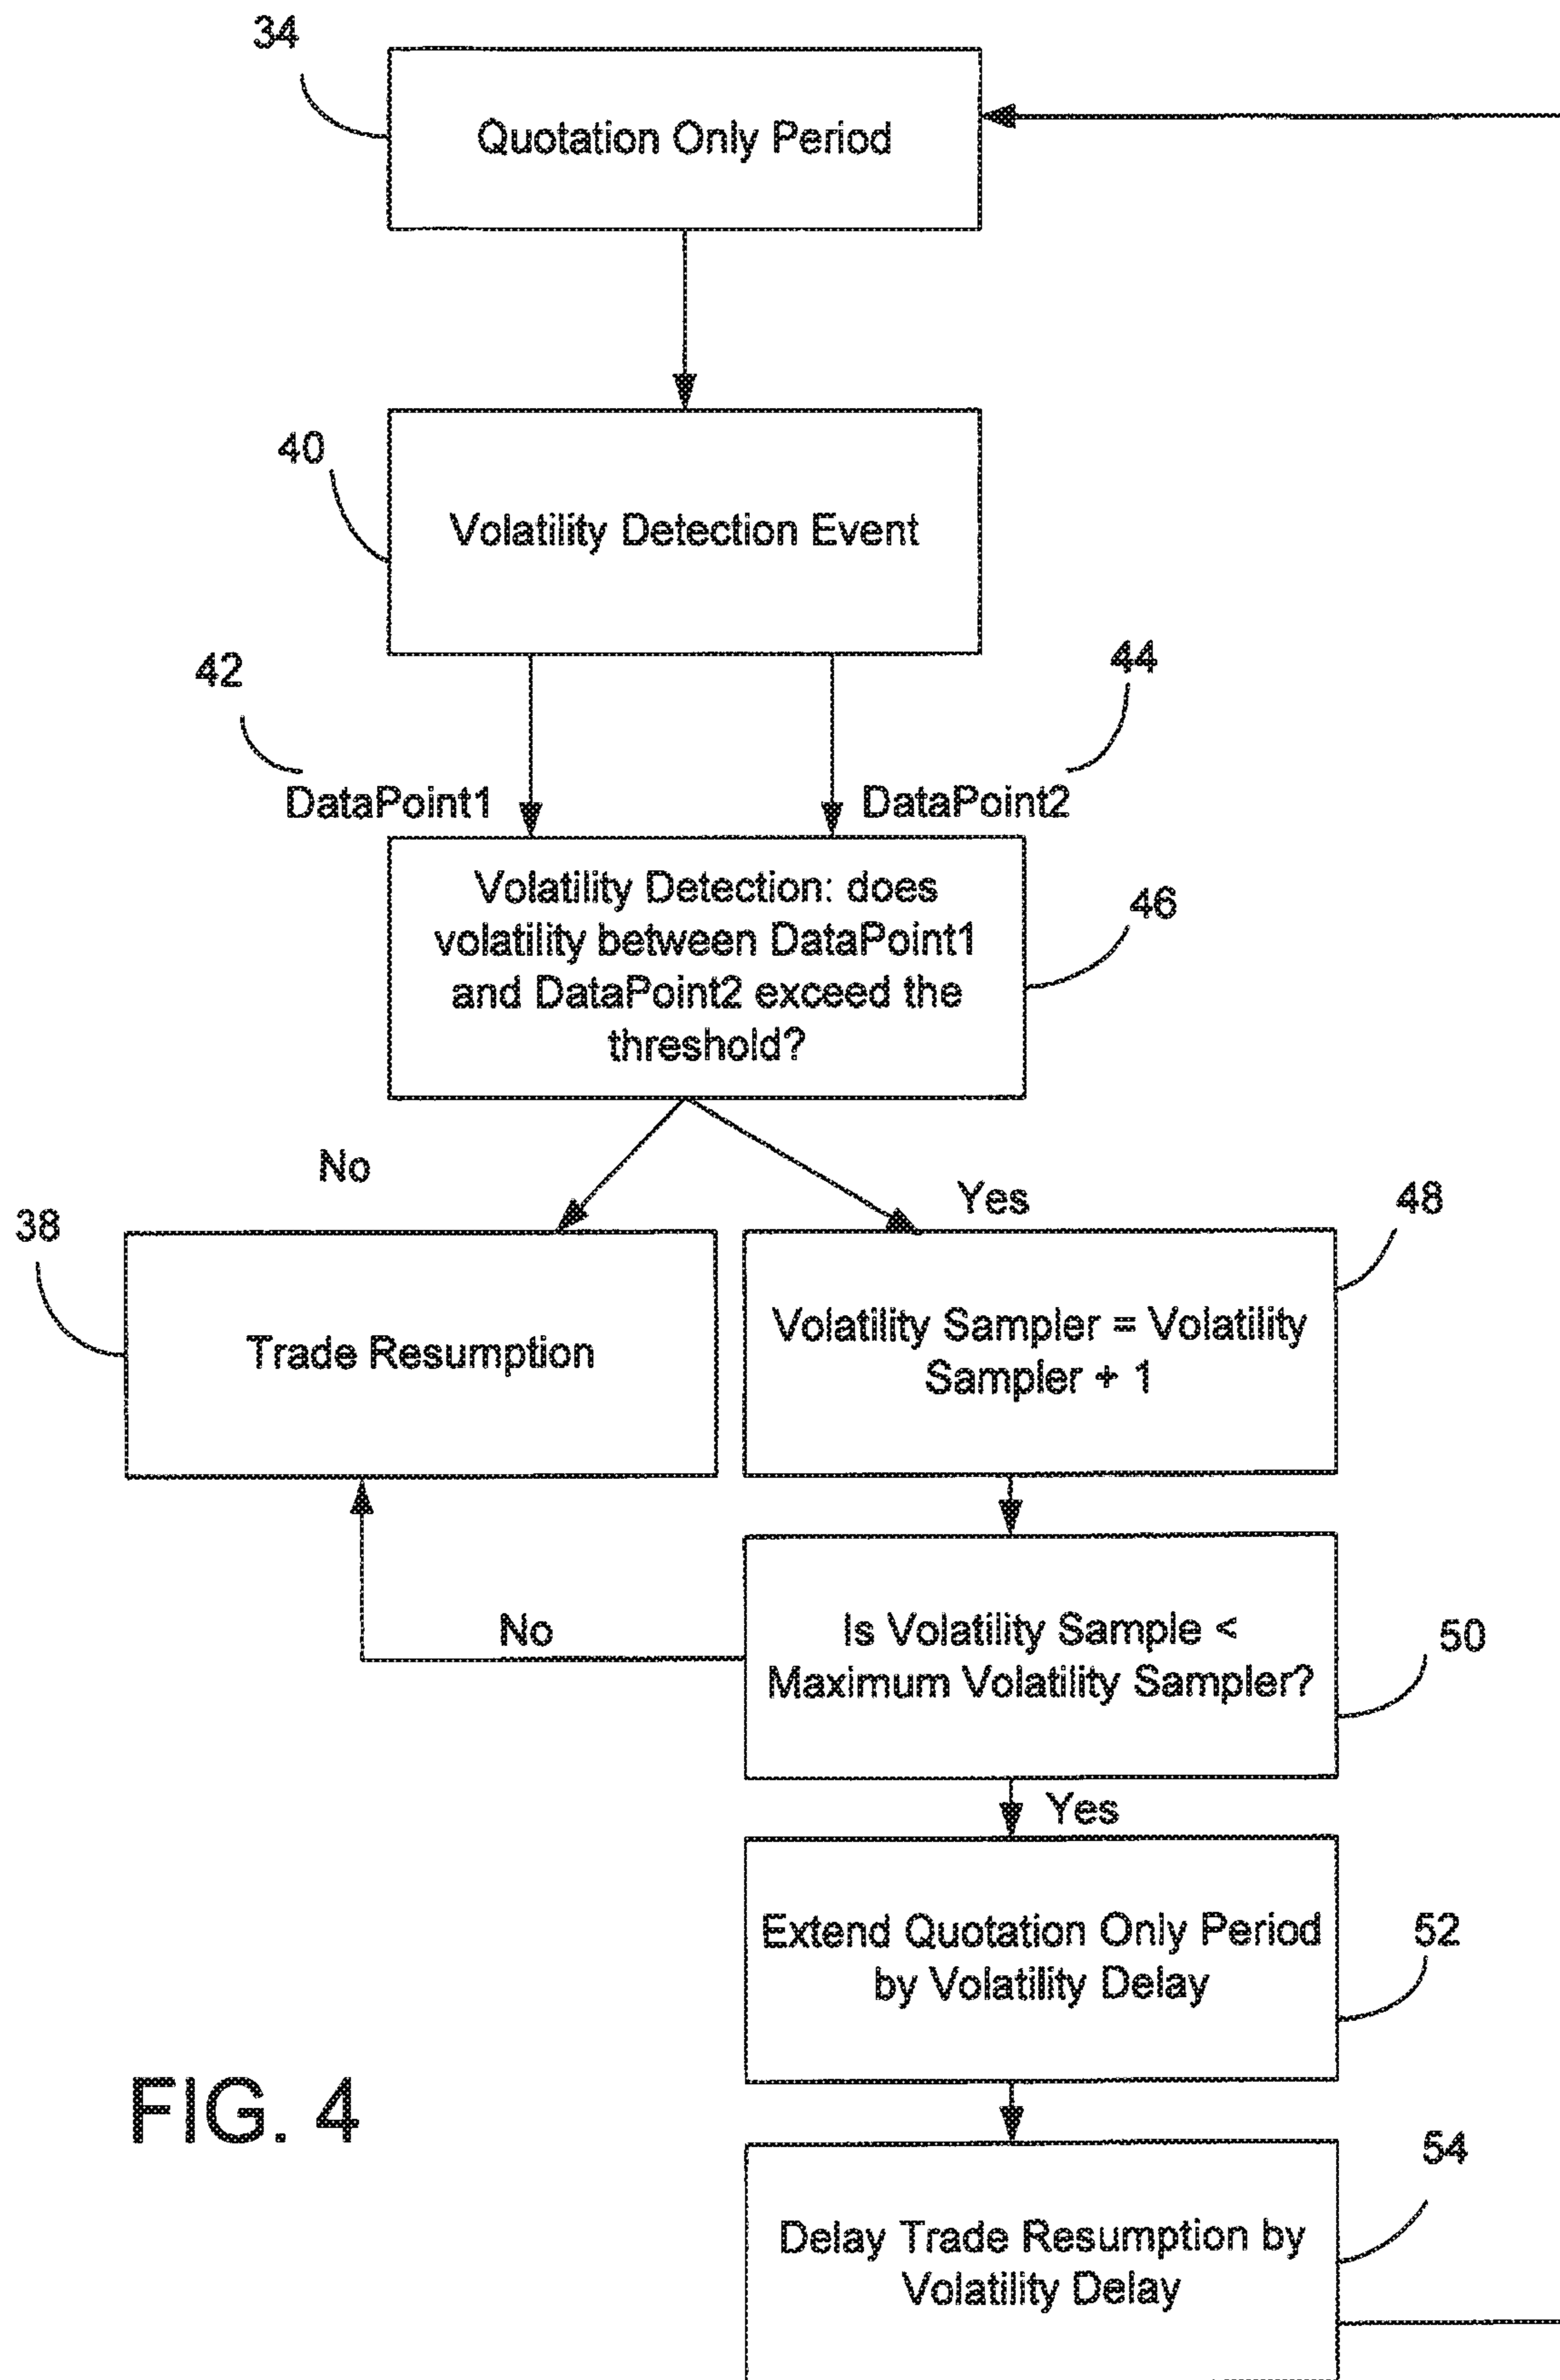 34
Quotation Only Period
40
Volatility Detection Event
42
44
DataPoint1
DataPoint2
Volatility Detection: does
volatility between DataPoint1
and DataPoint2 exceed the
threshold?
46
No
Yes
38
48
Trade Resumption
Volatility Sampler = Volatility
Sampler + 1
No
Is Volatility Sample <
Maximum Volatility Sampler?
50
Yes
Extend Quotation Only Period
by Volatility Delay
52
FIG. 4
54
Delay Trade Resumption by
Volatility Delay